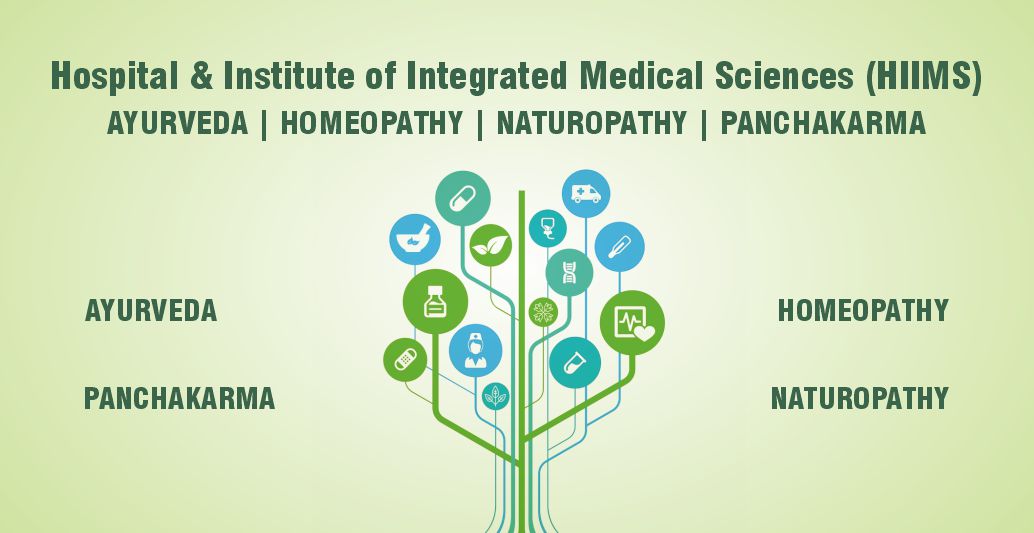 Hospital & Institute of Integrated Medical Sciences (HIIMS)
AYURVEDA | HOMEOPATHY | NATUROPATHY | PANCHAKARMA
AYURVEDA
HOMEOPATHY
PANCHAKARMA
NATUROPATHY